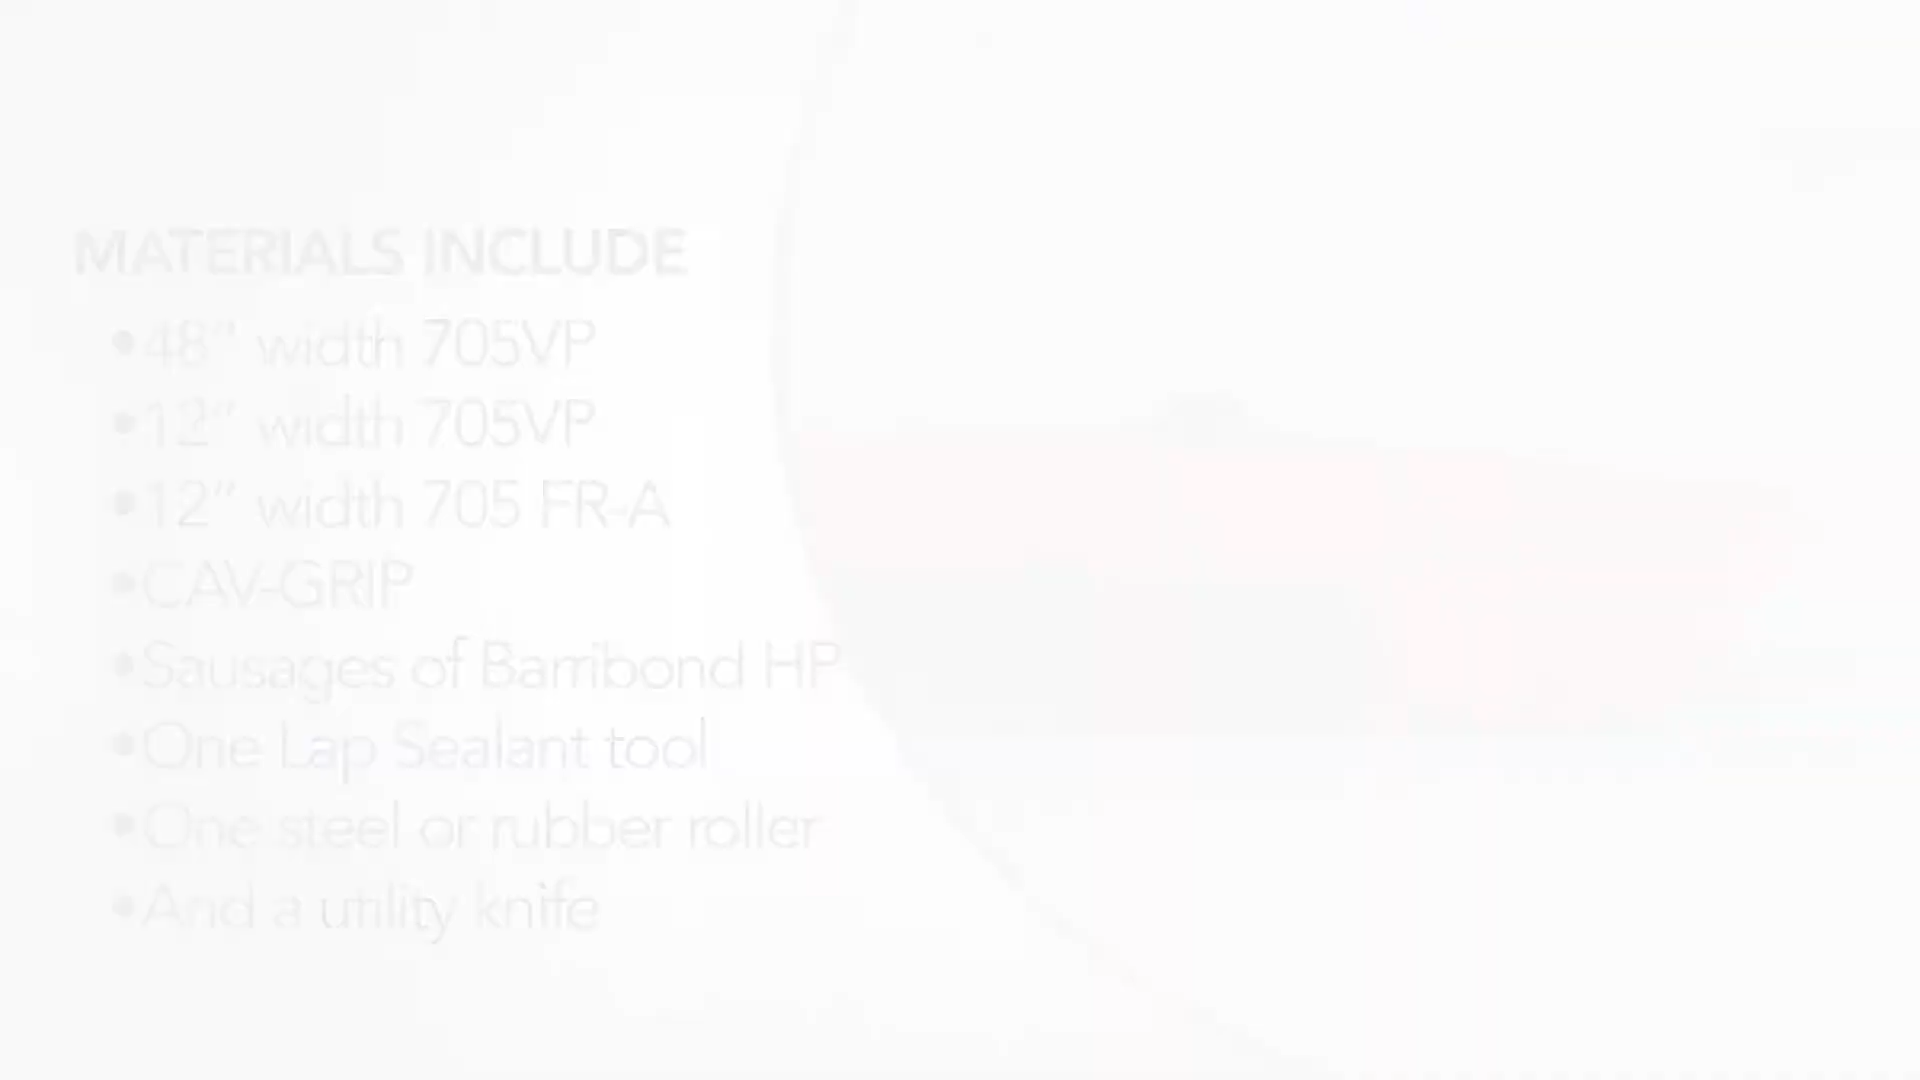 MATERIALS INCLUDE
•48” width 705VP
•12” width 705VP
•12” width 705 FR-A
•CAV-GRIP
•Sausages of Barribond HP
•One Lap Sealant tool
•One steel or rubber roller
•And a utility knife